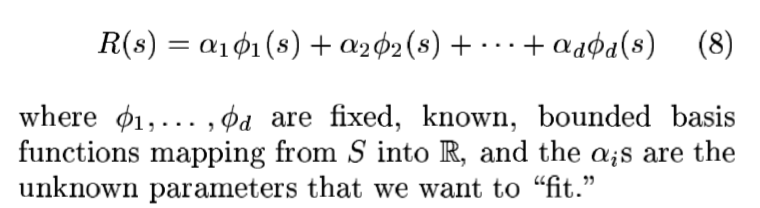 R(s) = α₁ϕ₁(s) + α₂ϕ₂(s) + ··· + α_dϕ_d(s) (8)
where ϕ₁, ... , ϕ_d are fixed, known, bounded basis
functions mapping from S into ℝ, and the αᵢs are the
unknown parameters that we want to “fit.”